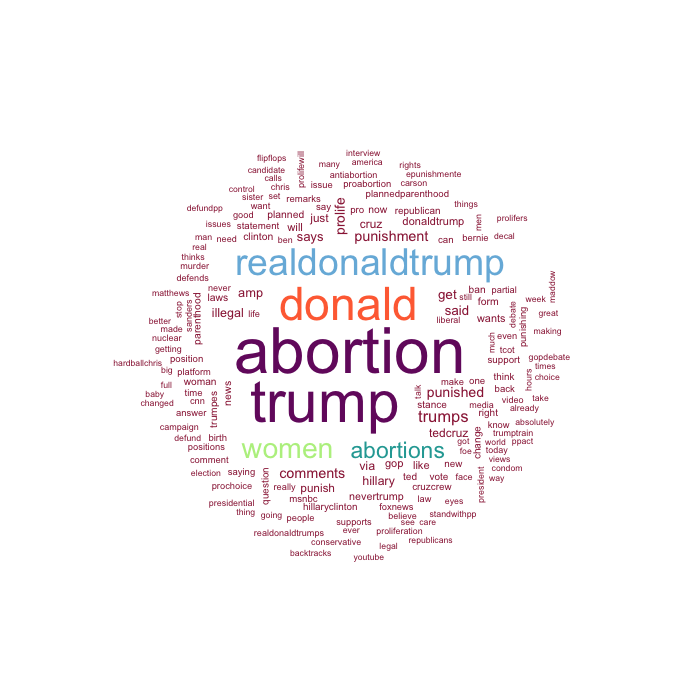 interview
flipflops
prolifewill
many
america
rights
candidate
calls
antiabortion
epunishmente
control
chris
issue
proabortion
carson
sister
set
remarks
plannedparenthood
defundpp
want
say
prolife
pro
now
republican
things
good
planned
just
donaldtrump
men
prolifers
issues
statement
will
cruz
man
need
clinton
ben
says
punishment
can
bernie
decal
real
thinks
realdonaldtrump
murder
defends
maddow
matthews
never
laws
amp
donald
get
still
ban
partial
week
stop
sanders
parenthood
illegal
life
said
form
debate
great
better
liberal
wants
punishing
made
nuclear
abortion
much
even
making
getting
tcot
gopdebate
hardballchris
position
support
times
big
platform
think
choice
full
woman
news
trump
talk
make
one
back
hours
baby
time
trumpes
punished
video
take
changed
cnn
stance
media
already
answer
trumps
right
absolutely
campaign
tedcruz
change
know
trumptrain
defund
birth
women
abortions
got
world
ppact
positions
foe
today
comment
via
gop
like
new
views
election
saying
question
comments
ted
vote
face
president
condom
prochoice
really
punish
hillary
cruzcrew
way
presidential
msnbc
nevertrump
law
eyes
thing
hillaryclinton
foxnews
going
people
believe
standwithpp
supports
see
care
realdonaldtrumps
ever
proliferation
conservative
legal
republicans
backtracks
youtube